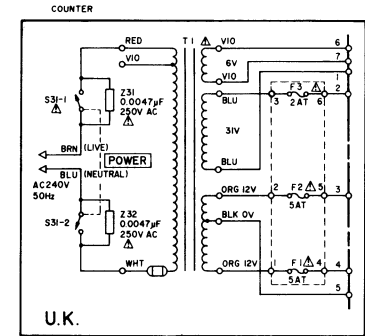 COUNTER
RED
T1 ⚠
VIO
6
VIO
6V
7
VIO
1
S31-1
⚠
Z31
0.0047µF
250V AC
⚠
BLU
3
F3 ⚠
2AT
6
2
31V
BRN (LIVE)
POWER
BLU
BLU (NEUTRAL)
AC240V
50Hz
ORG 12V
2
F2 ⚠ 5
5AT
3
S31-2
⚠
Z32
0.0047µF
250V AC
⚠
BLK 0V
WHT
ORG 12V
1
F1 ⚠ 4
5AT
4
5
U.K.